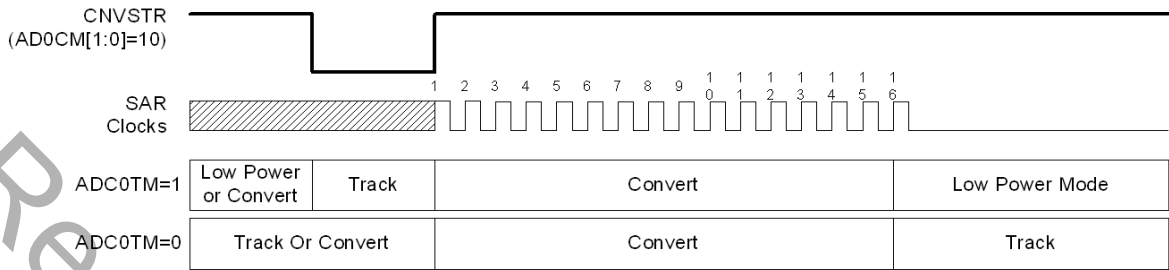 CNVSTR
(AD0CM[1:0]=10)
1 2 3 4 5 6 7 8 9 10 11 12 13 14 15 16
SAR
Clocks
ADC0TM=1
Low Power
or Convert
Track
Convert
Low Power Mode
ADC0TM=0
Track Or Convert
Convert
Track
Re